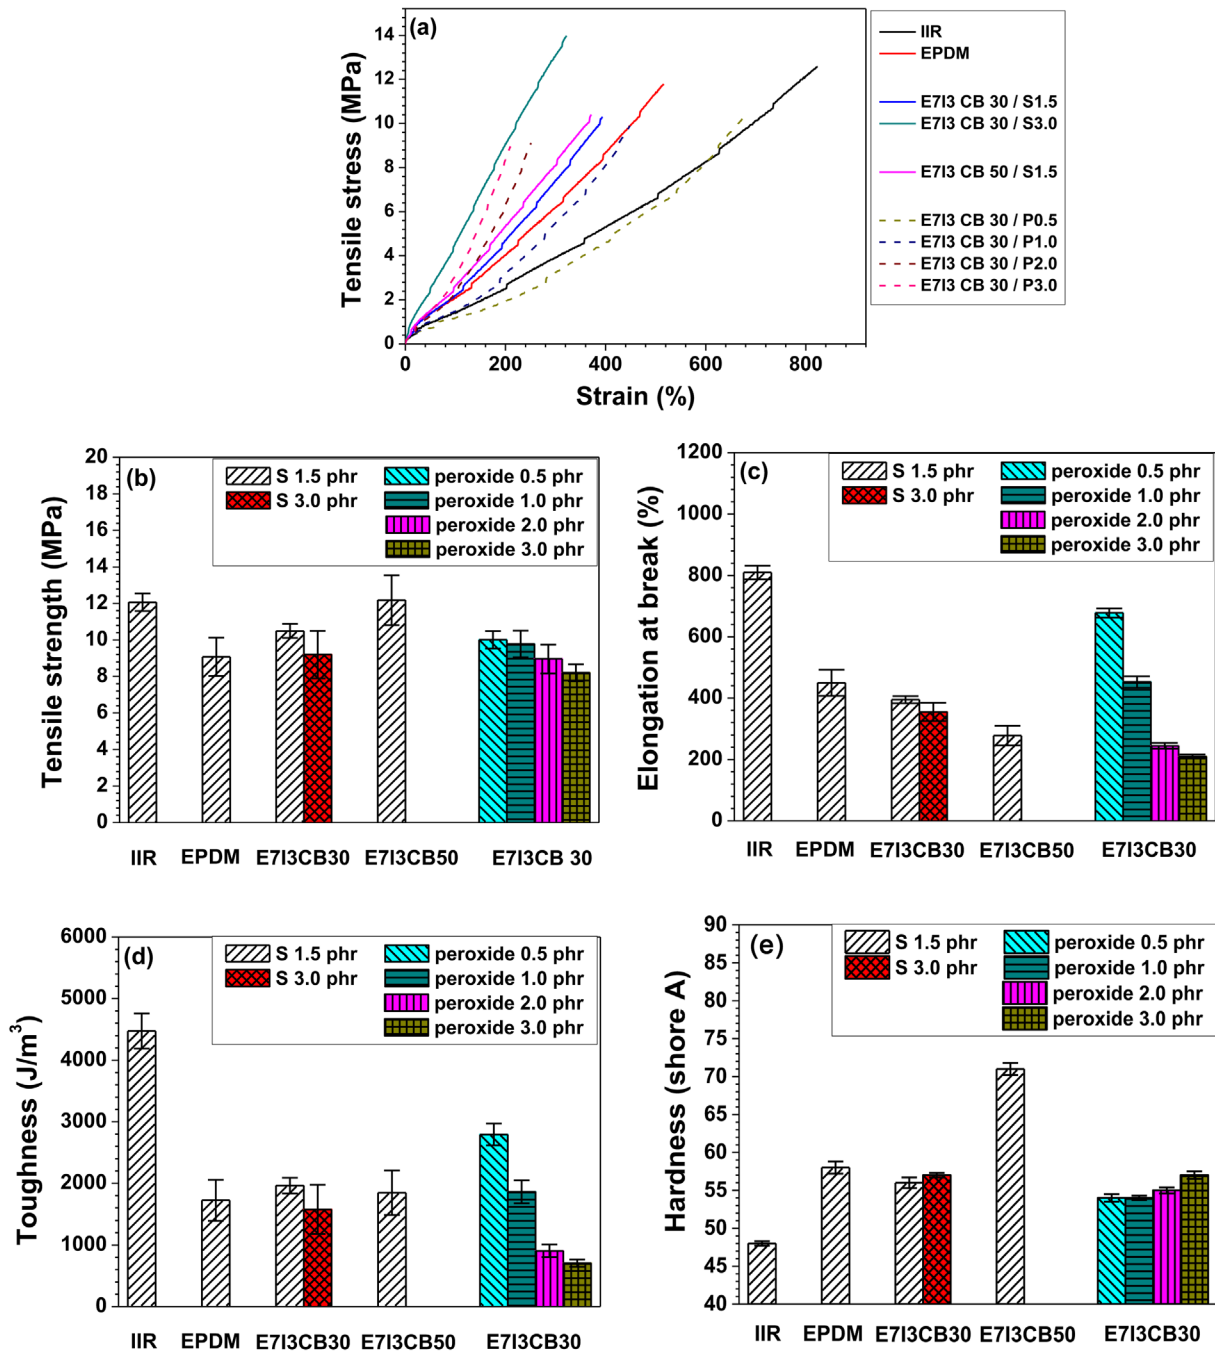 (a)
14
12
10
8
6
4
2
0
Tensile stress (MPa)
0 200 400 600 800
Strain (%)
IIR
EPDM
E7I3 CB 30 / S1.5
E7I3 CB 30 / S3.0
E7I3 CB 50 / S1.5
E7I3 CB 30 / P0.5
E7I3 CB 30 / P1.0
E7I3 CB 30 / P2.0
E7I3 CB 30 / P3.0
(b)
20
18
16
14
12
10
8
6
4
2
0
Tensile strength (MPa)
S 1.5 phr
S 3.0 phr
peroxide 0.5 phr
peroxide 1.0 phr
peroxide 2.0 phr
peroxide 3.0 phr
IIR EPDM E7I3CB30 E7I3CB50 E7I3CB 30
(c)
1200
1000
800
600
400
200
0
Elongation at break (%)
S 1.5 phr
S 3.0 phr
peroxide 0.5 phr
peroxide 1.0 phr
peroxide 2.0 phr
peroxide 3.0 phr
IIR EPDM E7I3CB30 E7I3CB50 E7I3CB30
(d)
6000
5000
4000
3000
2000
1000
0
Toughness (J/m³)
S 1.5 phr
S 3.0 phr
peroxide 0.5 phr
peroxide 1.0 phr
peroxide 2.0 phr
peroxide 3.0 phr
IIR EPDM E7I3CB30 E7I3CB50 E7I3CB30
(e)
90
85
80
75
70
65
60
55
50
45
40
Hardness (shore A)
S 1.5 phr
S 3.0 phr
peroxide 0.5 phr
peroxide 1.0 phr
peroxide 2.0 phr
peroxide 3.0 phr
IIR EPDM E7I3CB30 E7I3CB50 E7I3CB30